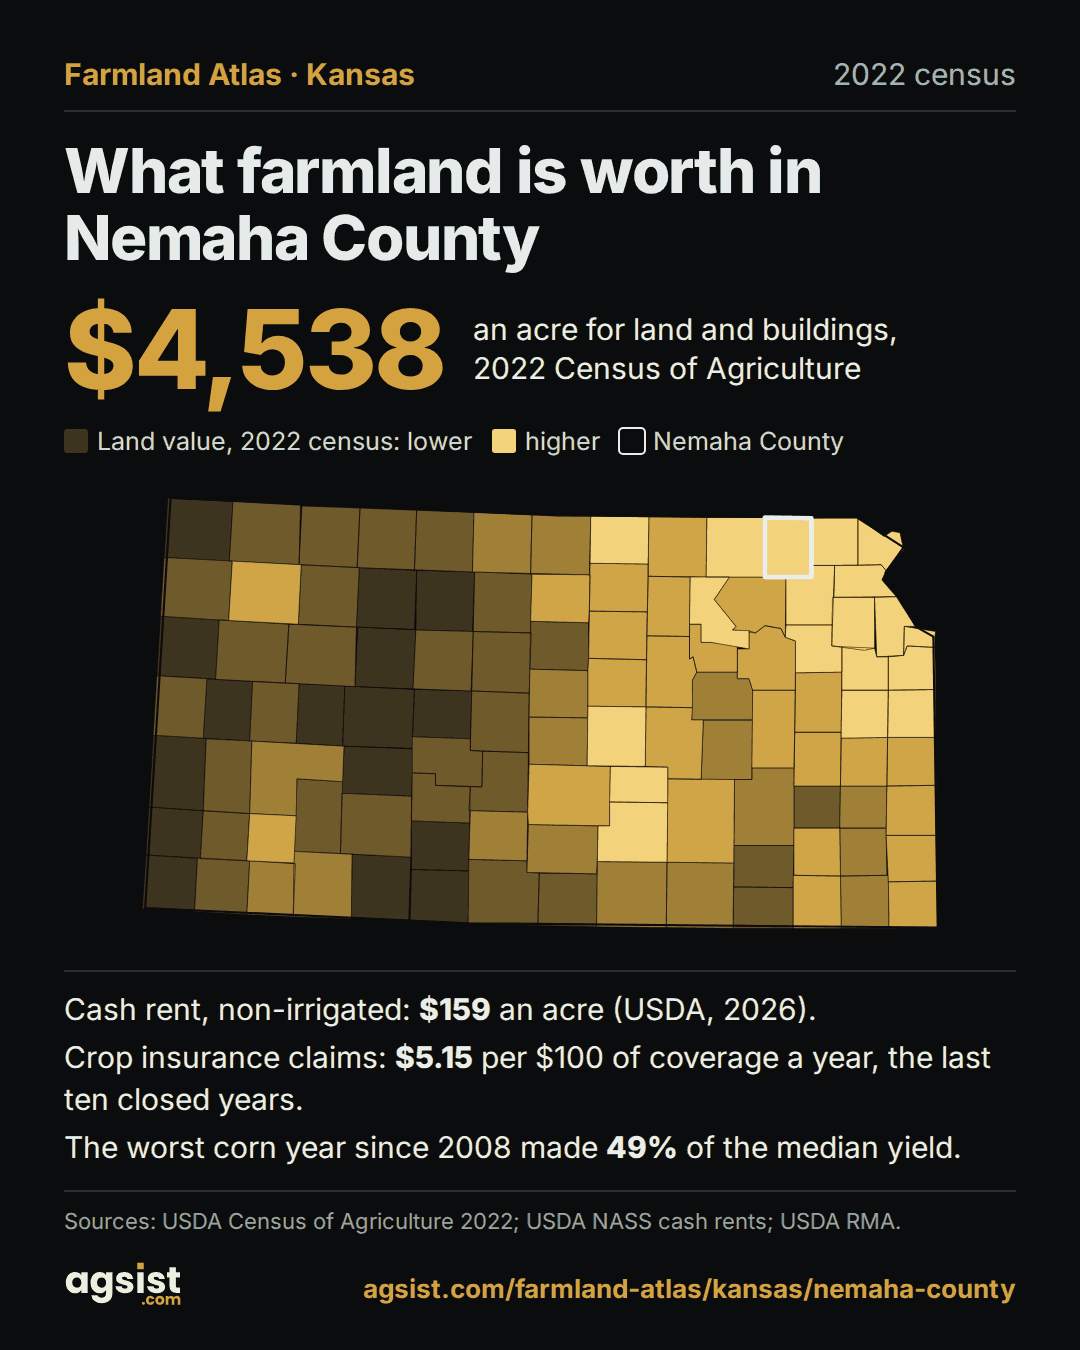 Farmland Atlas · Kansas
2022 census
What farmland is worth in
Nemaha County
$4,538
an acre for land and buildings,
2022 Census of Agriculture
Land value, 2022 census: lower
higher
Nemaha County
Cash rent, non-irrigated: $159 an acre (USDA, 2026).
Crop insurance claims: $5.15 per $100 of coverage a year, the last
ten closed years.
The worst corn year since 2008 made 49% of the median yield.
Sources: USDA Census of Agriculture 2022; USDA NASS cash rents; USDA RMA.
agsist
.com
agsist.com/farmland-atlas/kansas/nemaha-county